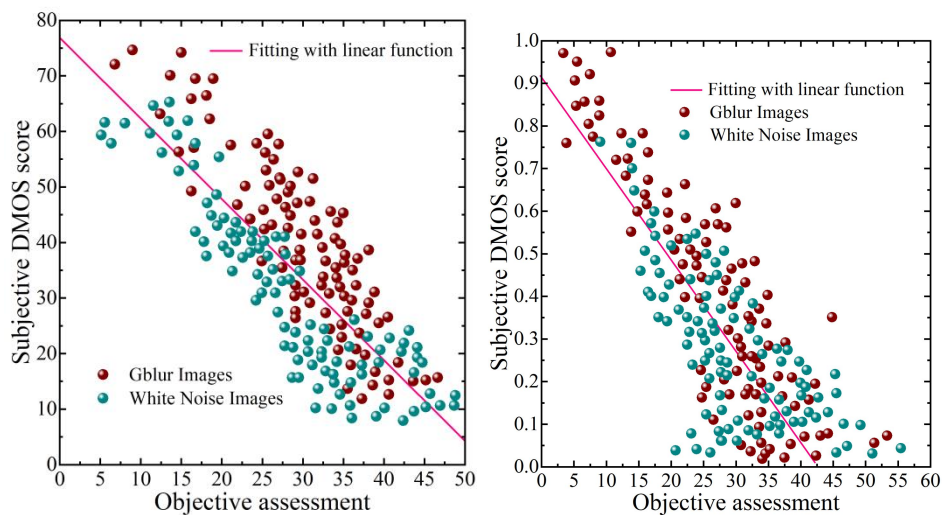 80
70
60
50
40
30
20
10
0
Subjective DMOS score
Fitting with linear function
Gblur Images
White Noise Images
0 5 10 15 20 25 30 35 40 45 50
Objective assessment
1.0
0.9
0.8
0.7
0.6
0.5
0.4
0.3
0.2
0.1
0.0
Subjective DMOS score
Fitting with linear function
Gblur Images
White Noise Images
0 5 10 15 20 25 30 35 40 45 50 55 60
Objective assessment